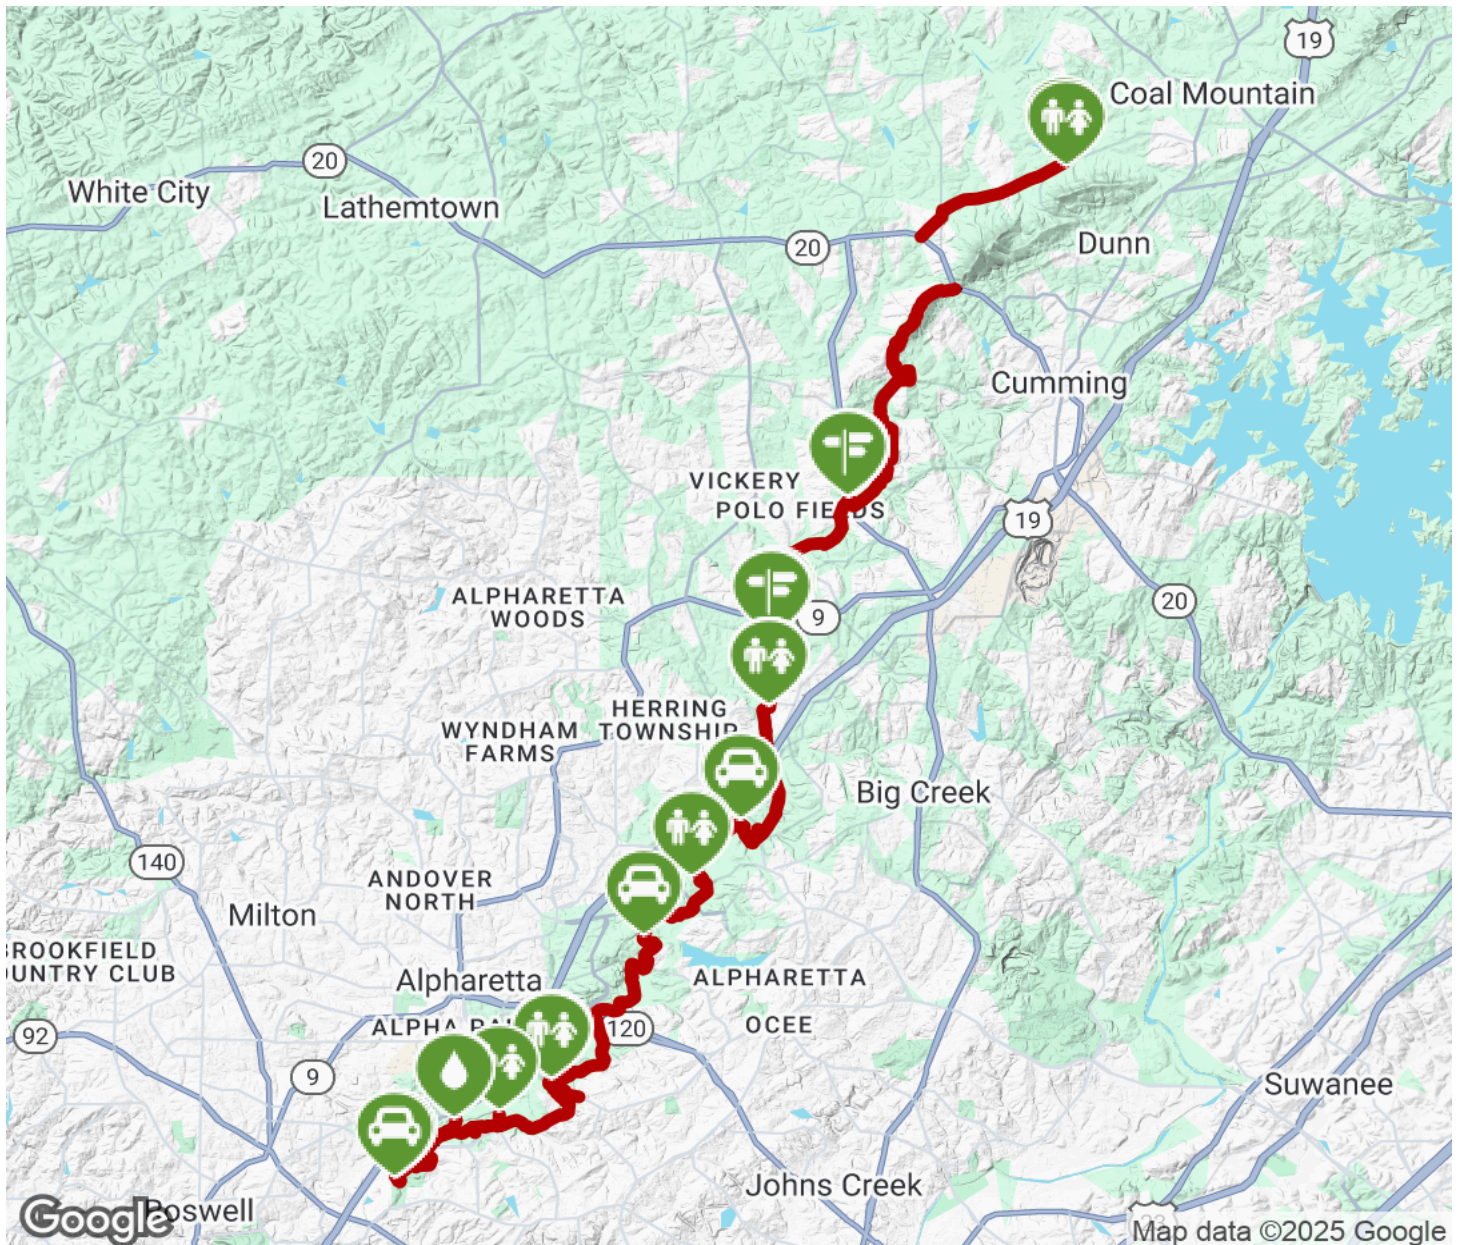 19
Coal Mountain
20
White City
Lathemtown
Dunn
20
Cumming
VICKERY
POLO FIE DS
19
ALPHARETTA
WOODS
9
20
HERRING
TOWNSHIP
WYNDHAM
FARMS
Big Creek
140
ANDOVER
NORTH
Milton
ROOKFIELD
UNTRY CLUB
Alpharetta
ALPHARETTA
OCEE
ALPHA PA
120
92
9
Suwanee
Johns Creek
Roswell
Google
Map data ©2025 Google